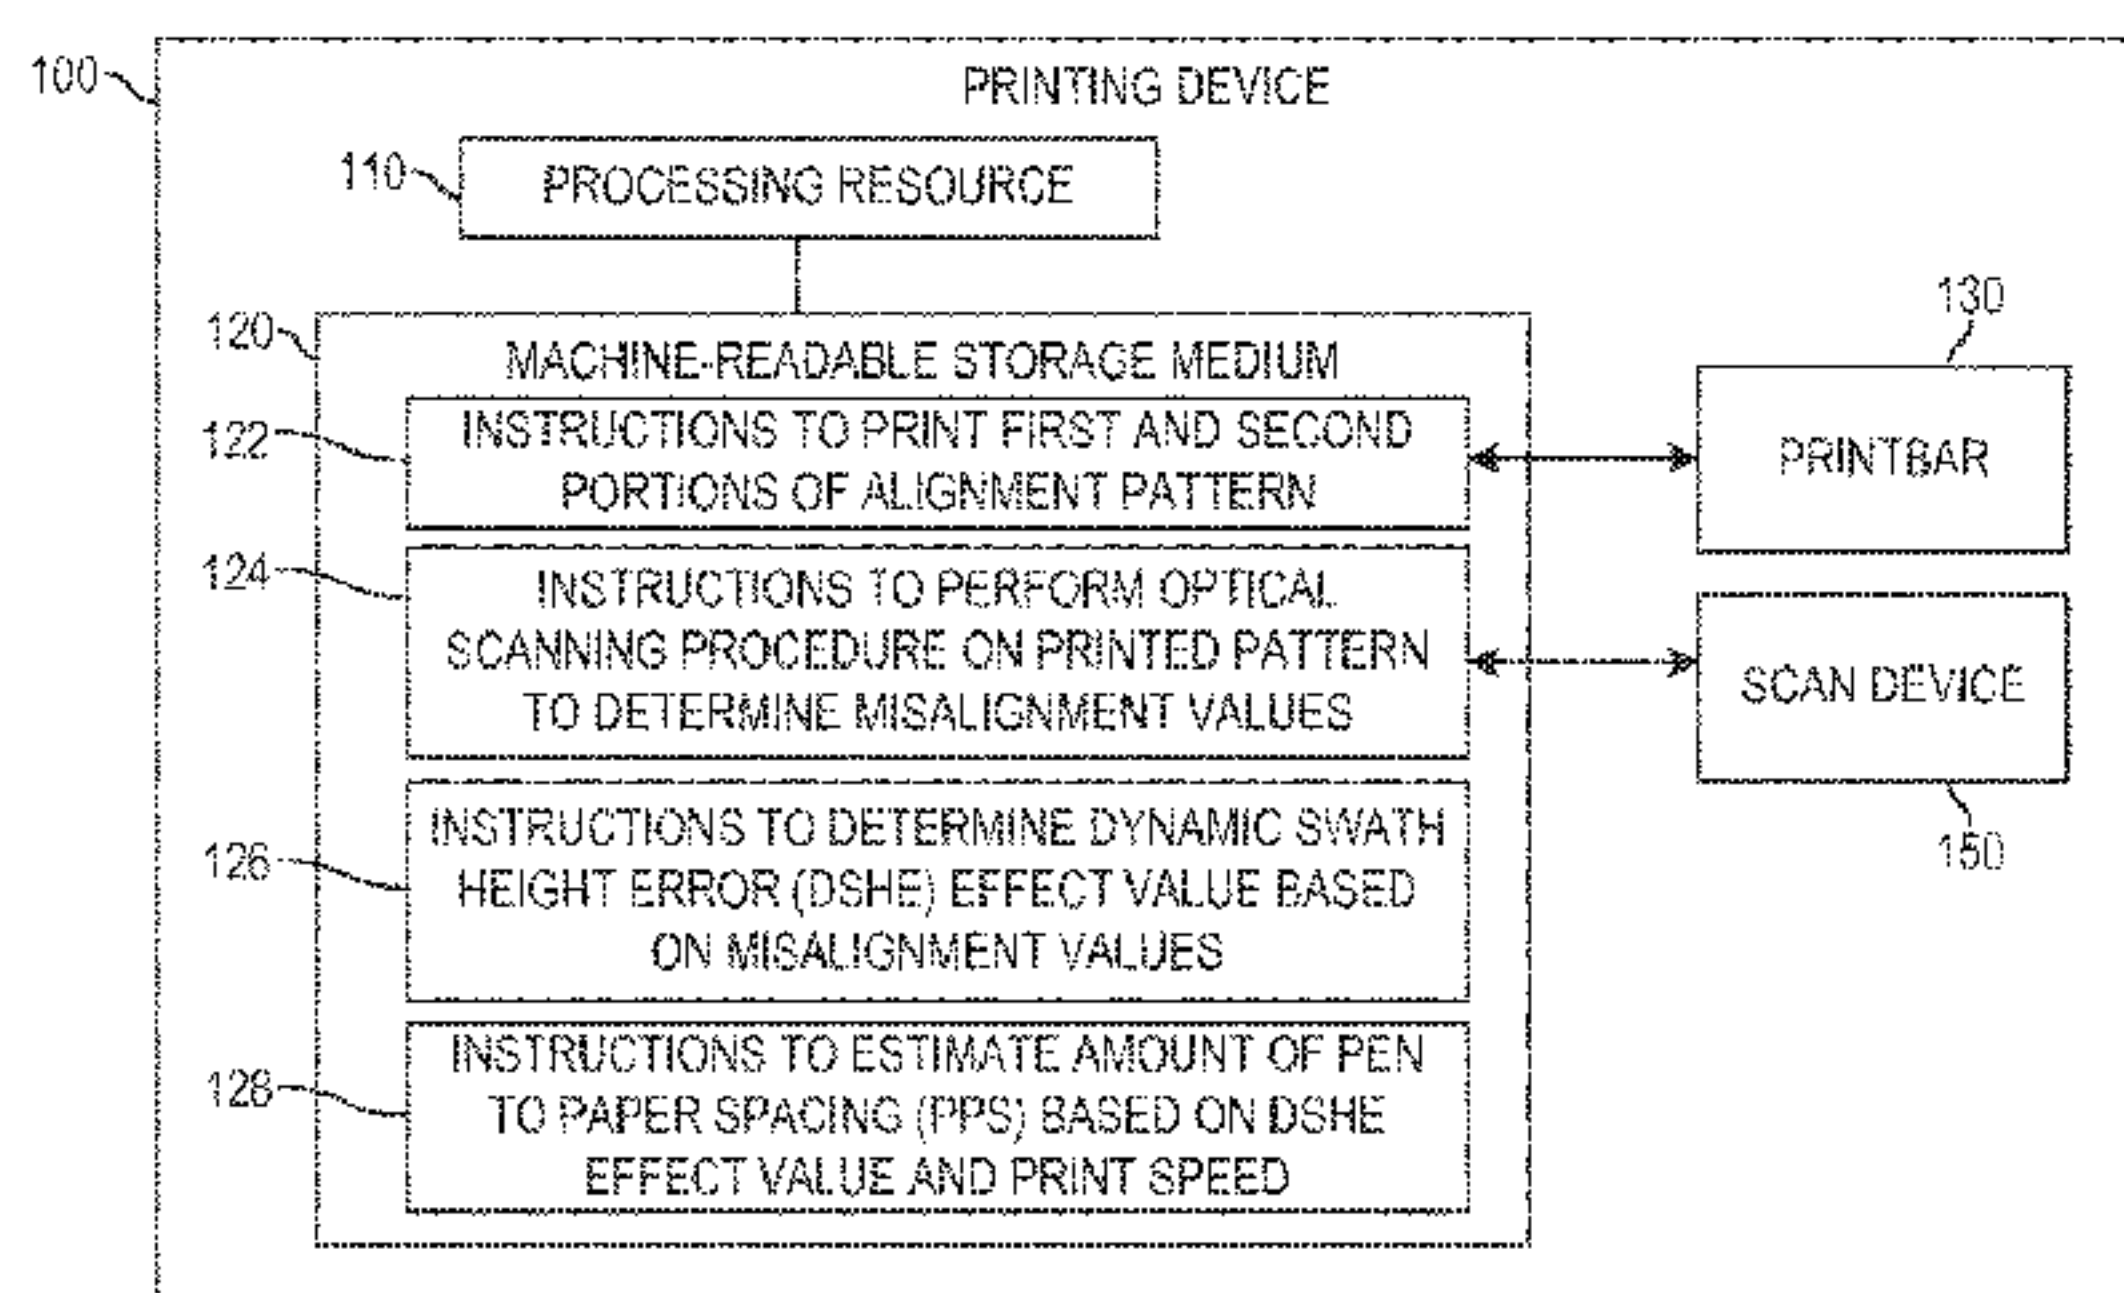 100
PRINTING DEVICE
110
PROCESSING RESOURCE
120
MACHINE-READABLE STORAGE MEDIUM
122
INSTRUCTIONS TO PRINT FIRST AND SECOND
PORTIONS OF ALIGNMENT PATTERN
130
PRINTBAR
124
INSTRUCTIONS TO PERFORM OPTICAL
SCANNING PROCEDURE ON PRINTED PATTERN
TO DETERMINE MISALIGNMENT VALUES
SCAN DEVICE
150
126
INSTRUCTIONS TO DETERMINE DYNAMIC SWATH
HEIGHT ERROR (DSHE) EFFECT VALUE BASED
ON MISALIGNMENT VALUES
128
INSTRUCTIONS TO ESTIMATE AMOUNT OF PEN
TO PAPER SPACING (PPS) BASED ON DSHE
EFFECT VALUE AND PRINT SPEED